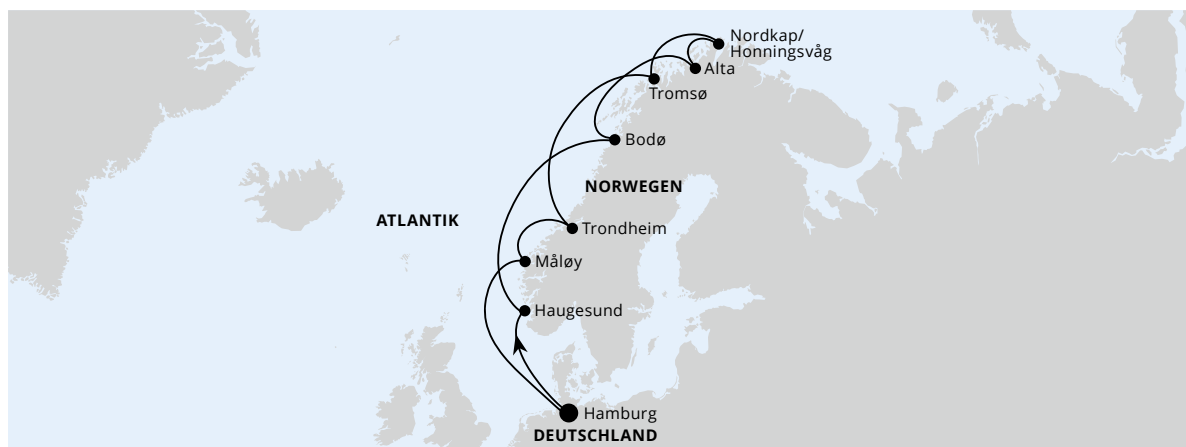 Nordkap/
Honningsvåg
Alta
Tromsø
Bodø
NORWEGEN
ATLANTIK
Trondheim
Måløy
Haugesund
Hamburg
DEUTSCHLAND